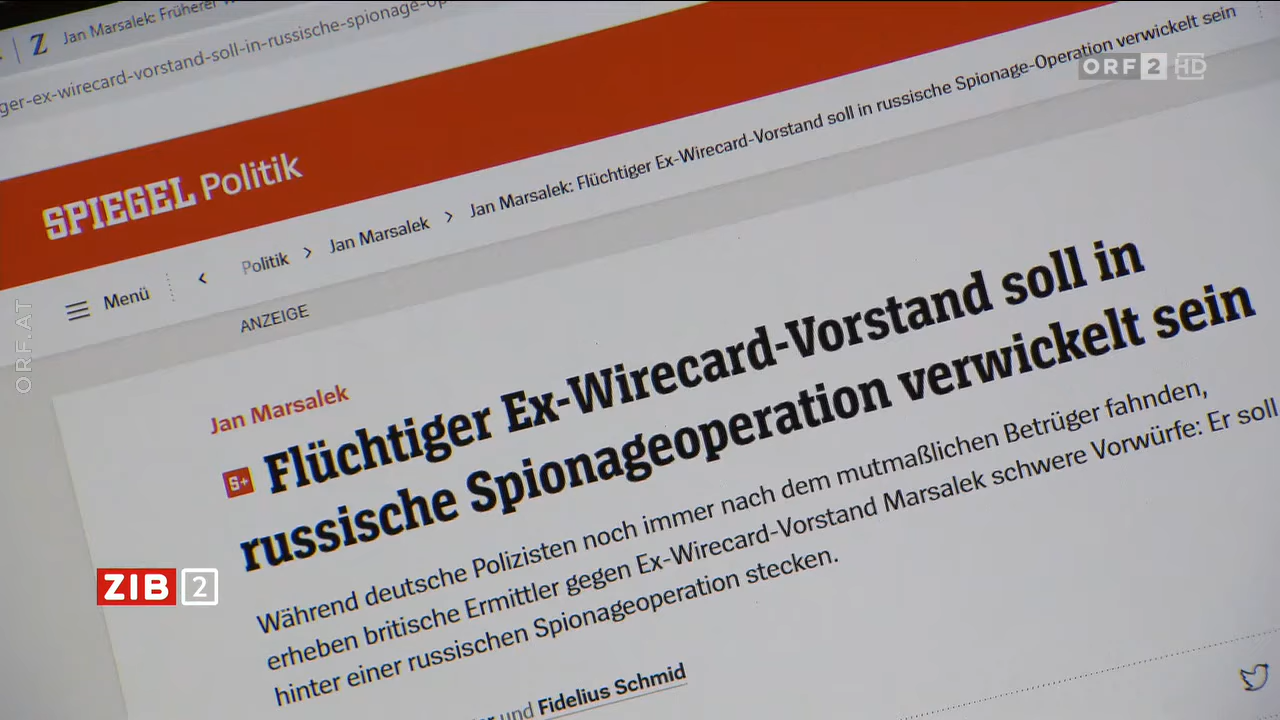 Z Jan Marsalek: Früherer
ger-ex-wirecard-vorstand-soll-in-russische-spionage-op
ORF 2 HD
SPIEGEL Politik
Menü
Politik > Jan Marsalek > Jan Marsalek: Flüchtiger Ex-Wirecard-Vorstand soll in russische Spionage-Operation verwickelt sein
ORF.AT
ANZEIGE
Jan Marsalek
S+ Flüchtiger Ex-Wirecard-Vorstand soll in
russische Spionageoperation verwickelt sein
Während deutsche Polizisten noch immer nach dem mutmaßlichen Betrüger fahnden,
erheben britische Ermittler gegen Ex-Wirecard-Vorstand Marsalek schwere Vorwürfe: Er soll
hinter einer russischen Spionageoperation stecken.
und Fidelius Schmid
ZIB 2